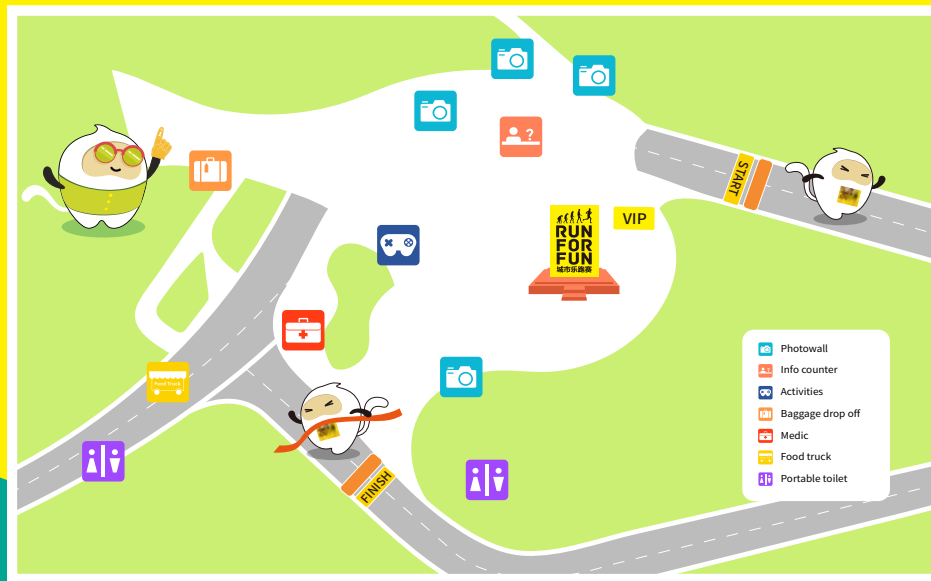 ?
START
VIP
RUN
FOR
FUN
城市乐跑赛
Food Truck
FINISH
Photowall
Info counter
Activities
Baggage drop off
Medic
Food truck
Portable toilet